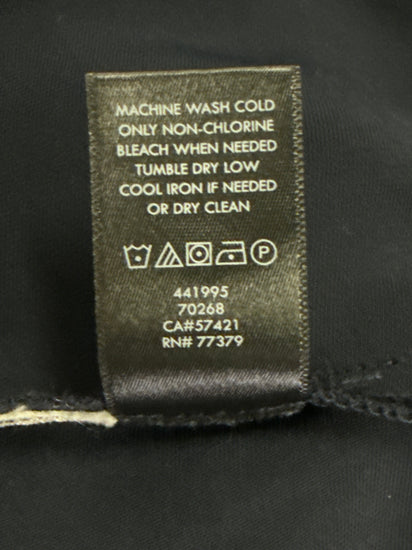 MACHINE WASH COLD
ONLY NON-CHLORINE
BLEACH WHEN NEEDED
TUMBLE DRY LOW
COOL IRON IF NEEDED
OR DRY CLEAN
P
441995
70268
CA#57421
RN# 77379